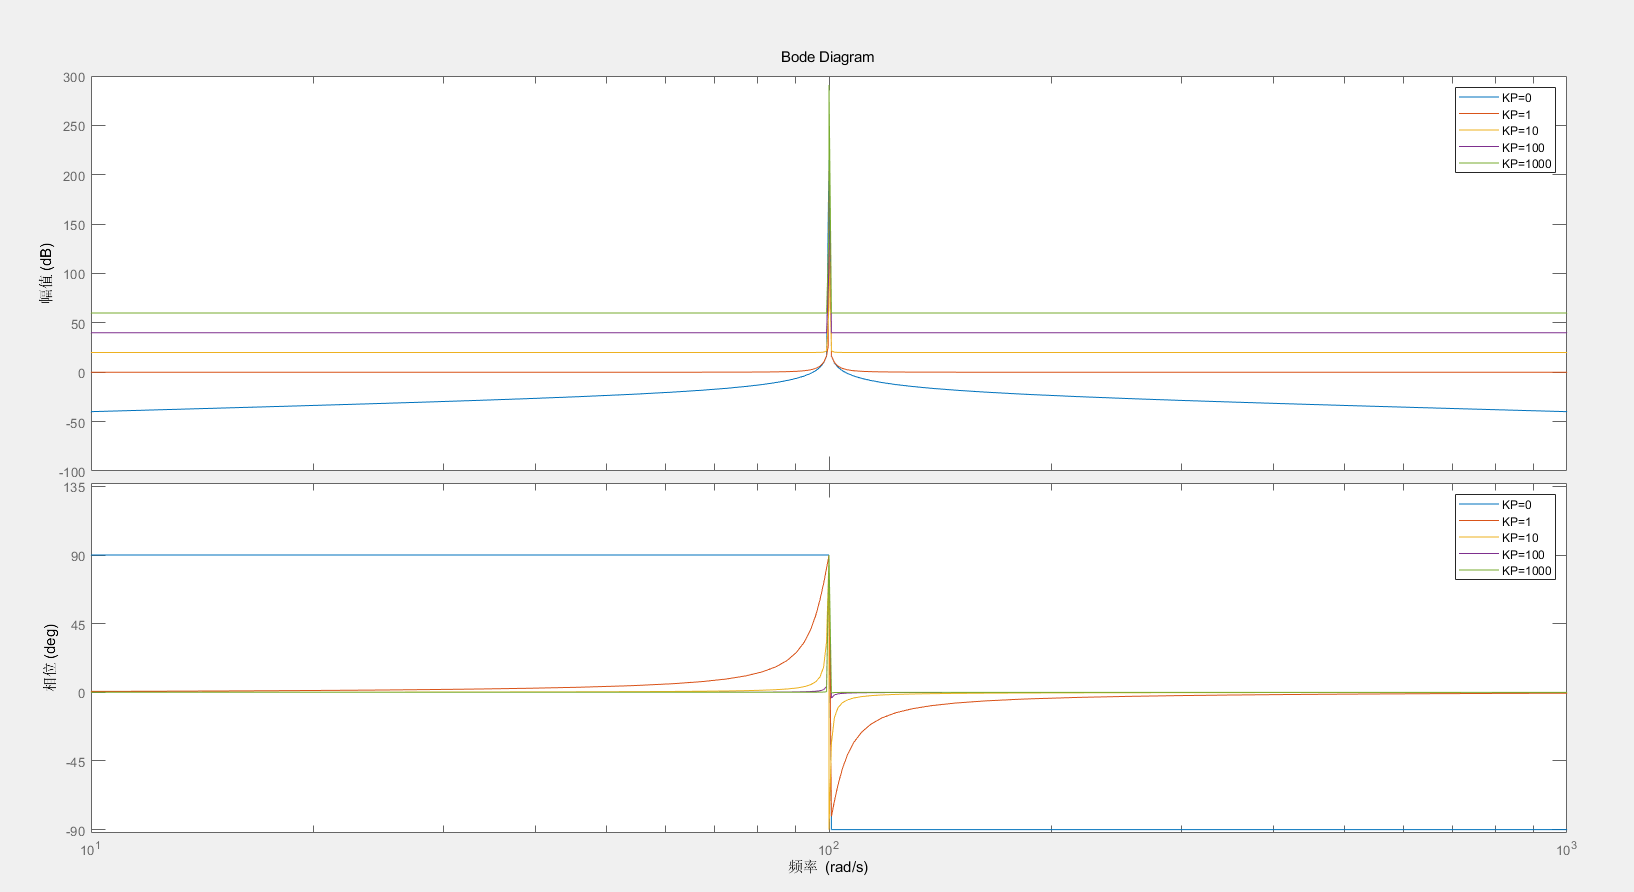 Bode Diagram
300
250
200
150
100
50
0
-50
-100
幅值 (dB)
KP=0
KP=1
KP=10
KP=100
KP=1000
135
90
45
0
-45
-90
相位 (deg)
KP=0
KP=1
KP=10
KP=100
KP=1000
10^1
10^2
10^3
频率 (rad/s)